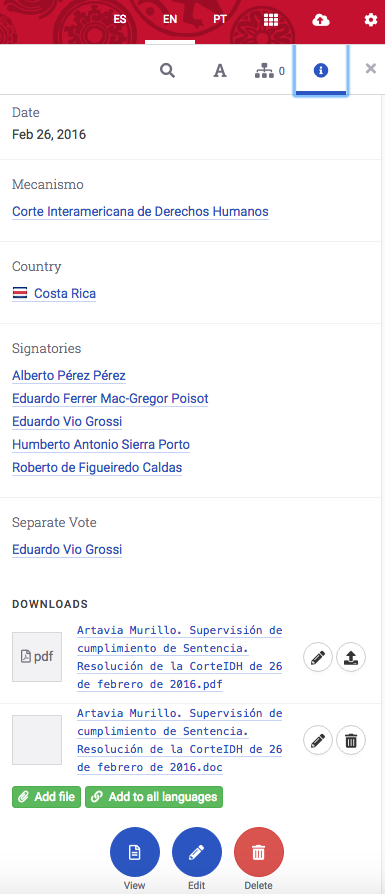 ES EN PT
A 0
Date
Feb 26, 2016
Mecanismo
Corte Interamericana de Derechos Humanos
Country
Costa Rica
Signatories
Alberto Pérez Pérez
Eduardo Ferrer Mac-Gregor Poisot
Eduardo Vio Grossi
Humberto Antonio Sierra Porto
Roberto de Figueiredo Caldas
Separate Vote
Eduardo Vio Grossi
DOWNLOADS
pdf
Artavia Murillo. Supervisión de
cumplimiento de Sentencia.
Resolución de la CorteIDH de 26
de febrero de 2016.pdf
Artavia Murillo. Supervisión de
cumplimiento de Sentencia.
Resolución de la CorteIDH de 26
de febrero de 2016.doc
Add file Add to all languages
View Edit Delete